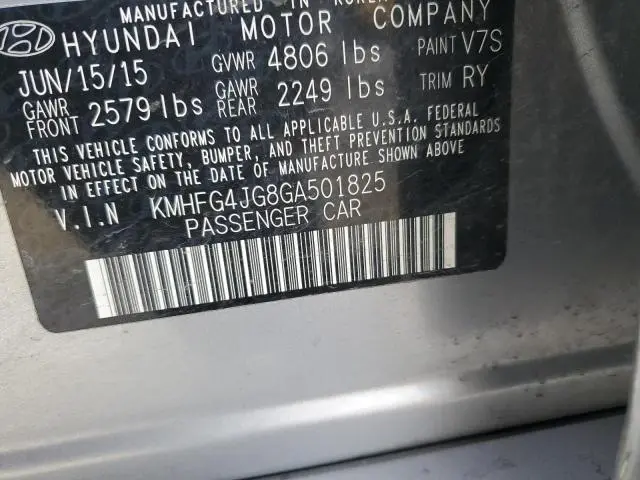 MANUFACTURED IN KOREA
HYUNDAI MOTOR COMPANY
JUN/15/15 GVWR 4806 lbs PAINT V7S
GAWR FRONT 2579 lbs GAWR REAR 2249 lbs TRIM RY
THIS VEHICLE CONFORMS TO ALL APPLICABLE U.S.A. FEDERAL
MOTOR VEHICLE SAFETY, BUMPER, AND THEFT PREVENTION STANDARDS
IN EFFECT ON THE DATE OF MANUFACTURE SHOWN ABOVE
V.I.N KMHFG4JG8GA501825
PASSENGER CAR